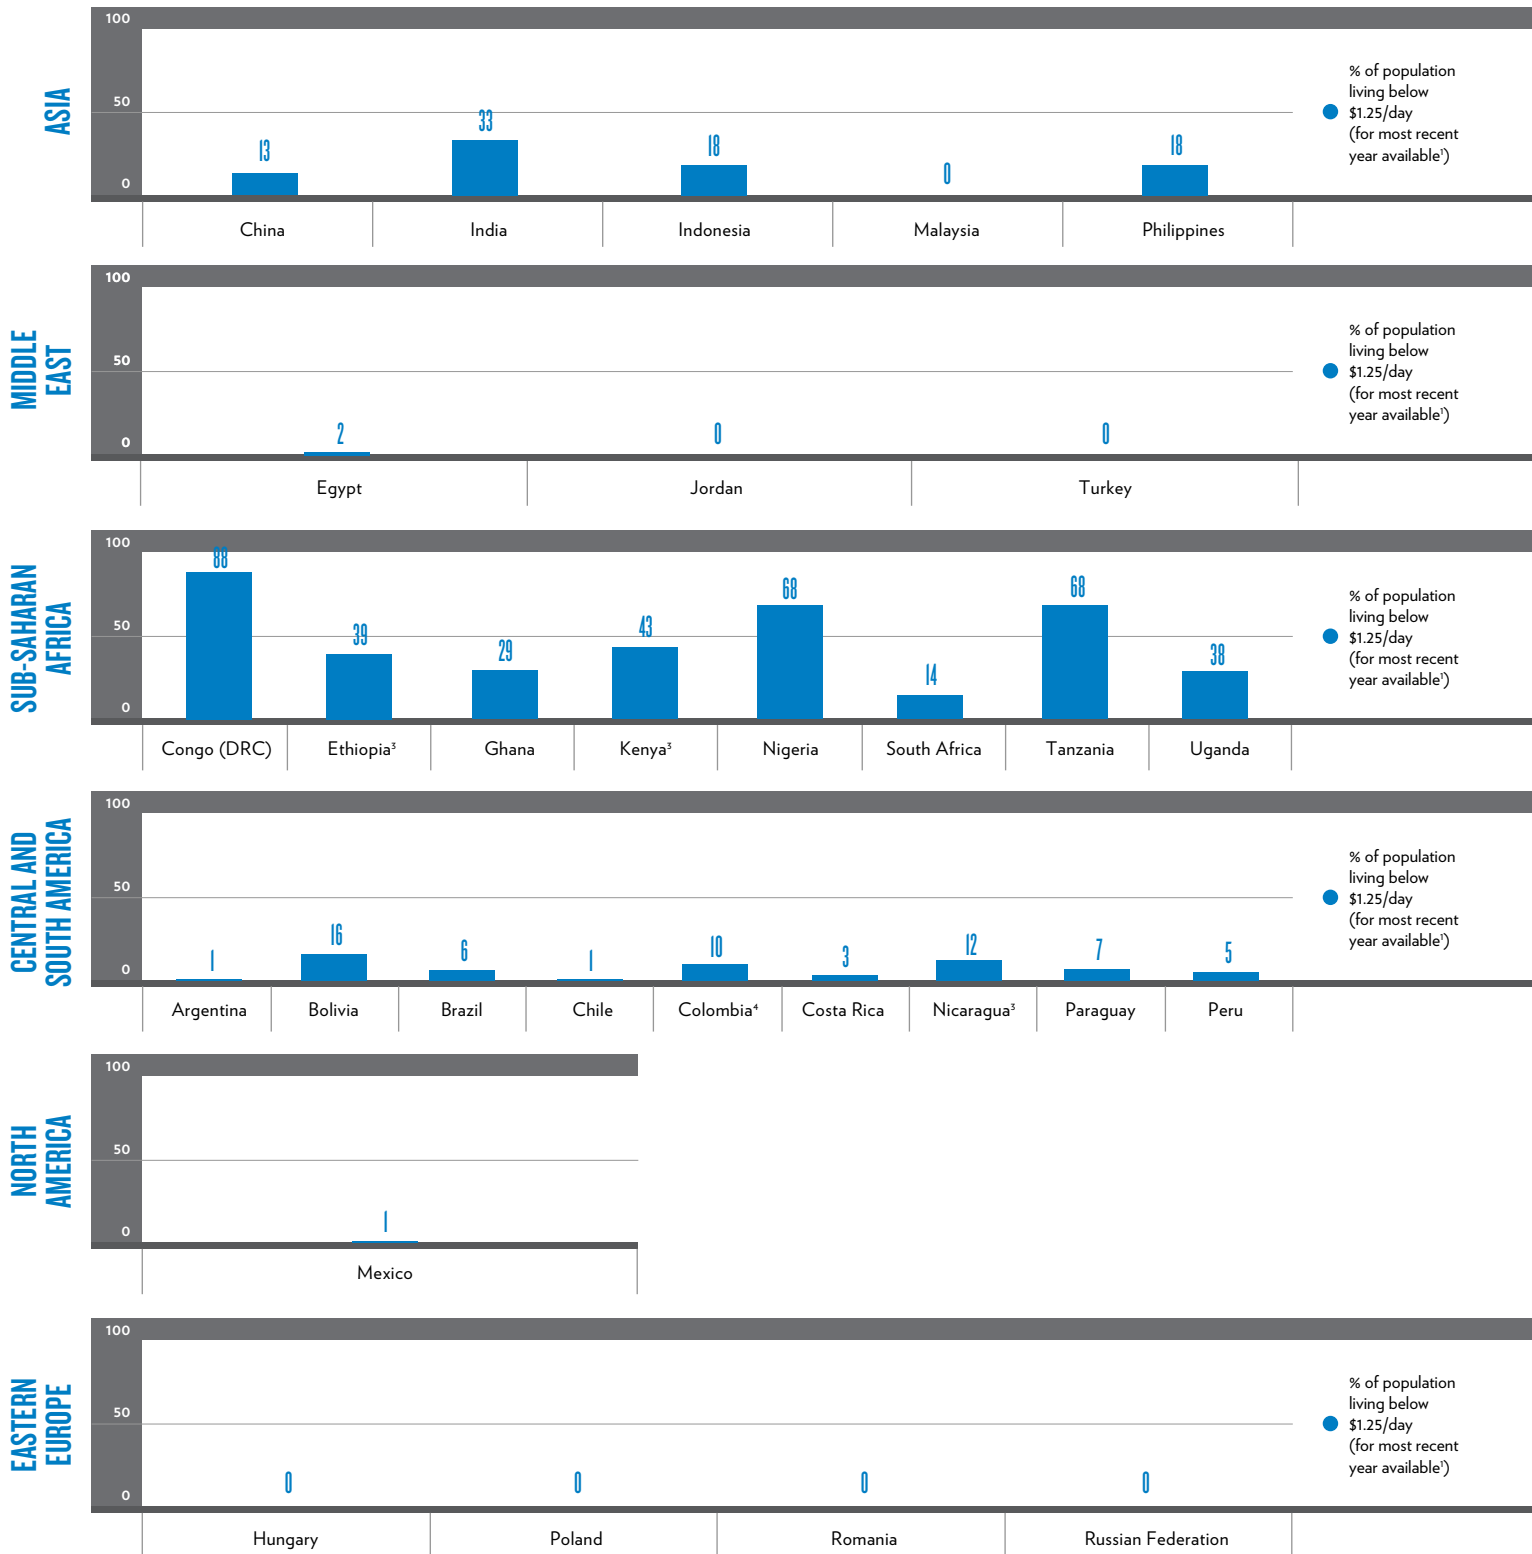 ASIA
100
50
0
13
33
18
0
18
China
India
Indonesia
Malaysia
Philippines
% of population
living below
$1.25/day
(for most recent
year available¹)
MIDDLE
EAST
100
50
0
2
0
0
Egypt
Jordan
Turkey
% of population
living below
$1.25/day
(for most recent
year available¹)
SUB-SAHARAN
AFRICA
100
50
0
88
39
29
43
68
14
68
38
Congo (DRC)
Ethiopia³
Ghana
Kenya³
Nigeria
South Africa
Tanzania
Uganda
% of population
living below
$1.25/day
(for most recent
year available¹)
CENTRAL AND
SOUTH AMERICA
100
50
0
1
16
6
1
10
3
12
7
5
Argentina
Bolivia
Brazil
Chile
Colombia⁴
Costa Rica
Nicaragua³
Paraguay
Peru
% of population
living below
$1.25/day
(for most recent
year available¹)
NORTH
AMERICA
100
50
0
1
Mexico
EASTERN
EUROPE
100
50
0
0
0
0
0
Hungary
Poland
Romania
Russian Federation
% of population
living below
$1.25/day
(for most recent
year available¹)